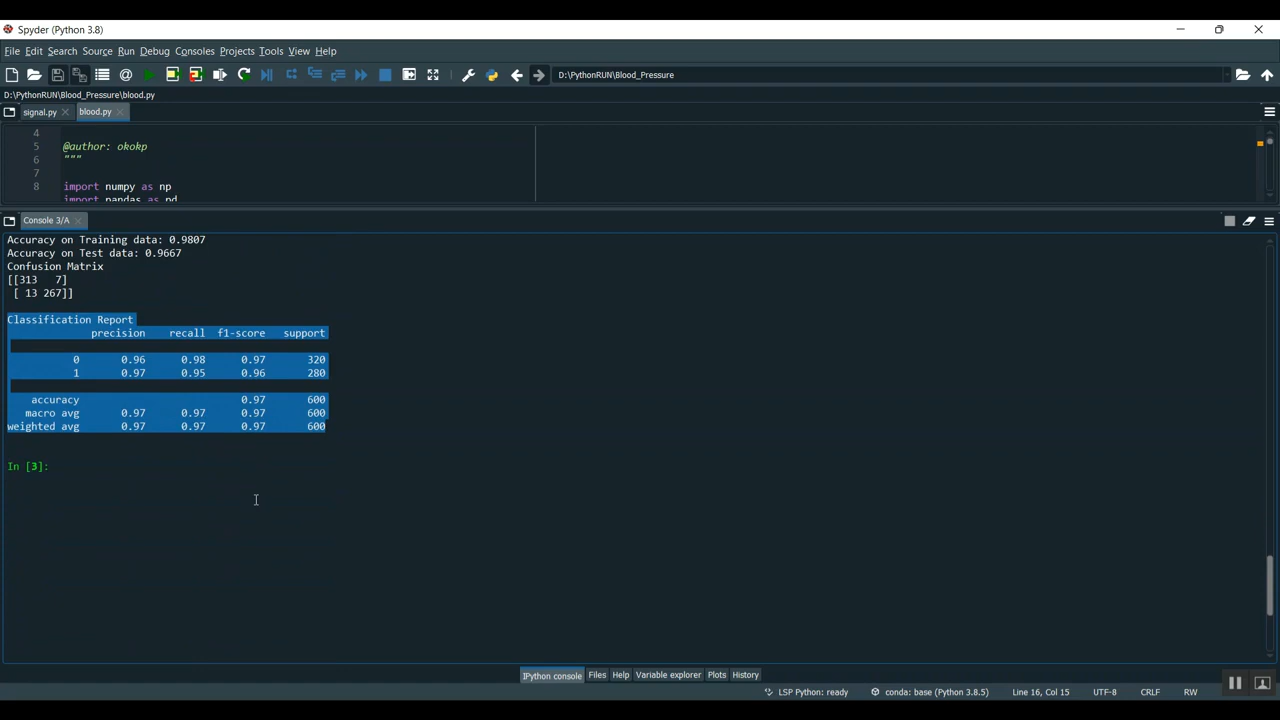 Spyder (Python 3.8)
File Edit Search Source Run Debug Consoles Projects Tools View Help
D:\PythonRUN\Blood_Pressure
D:\PythonRUN\Blood_Pressure\blood.py
signal.py blood.py
4
5 @author: okokp
6 """
7
8 import numpy as np
import pandas as pd
Console 3/A
Accuracy on Training data: 0.9807
Accuracy on Test data: 0.9667
Confusion Matrix
[[313   7]
 [ 13 267]]
Classification Report
precision recall f1-score support
0 0.96 0.98 0.97 320
1 0.97 0.95 0.96 280
accuracy 0.97 600
macro avg 0.97 0.97 0.97 600
weighted avg 0.97 0.97 0.97 600
In [3]:
IPython console Files Help Variable explorer Plots History
LSP Python: ready conda: base (Python 3.8.5) Line 16, Col 15 UTF-8 CRLF RW